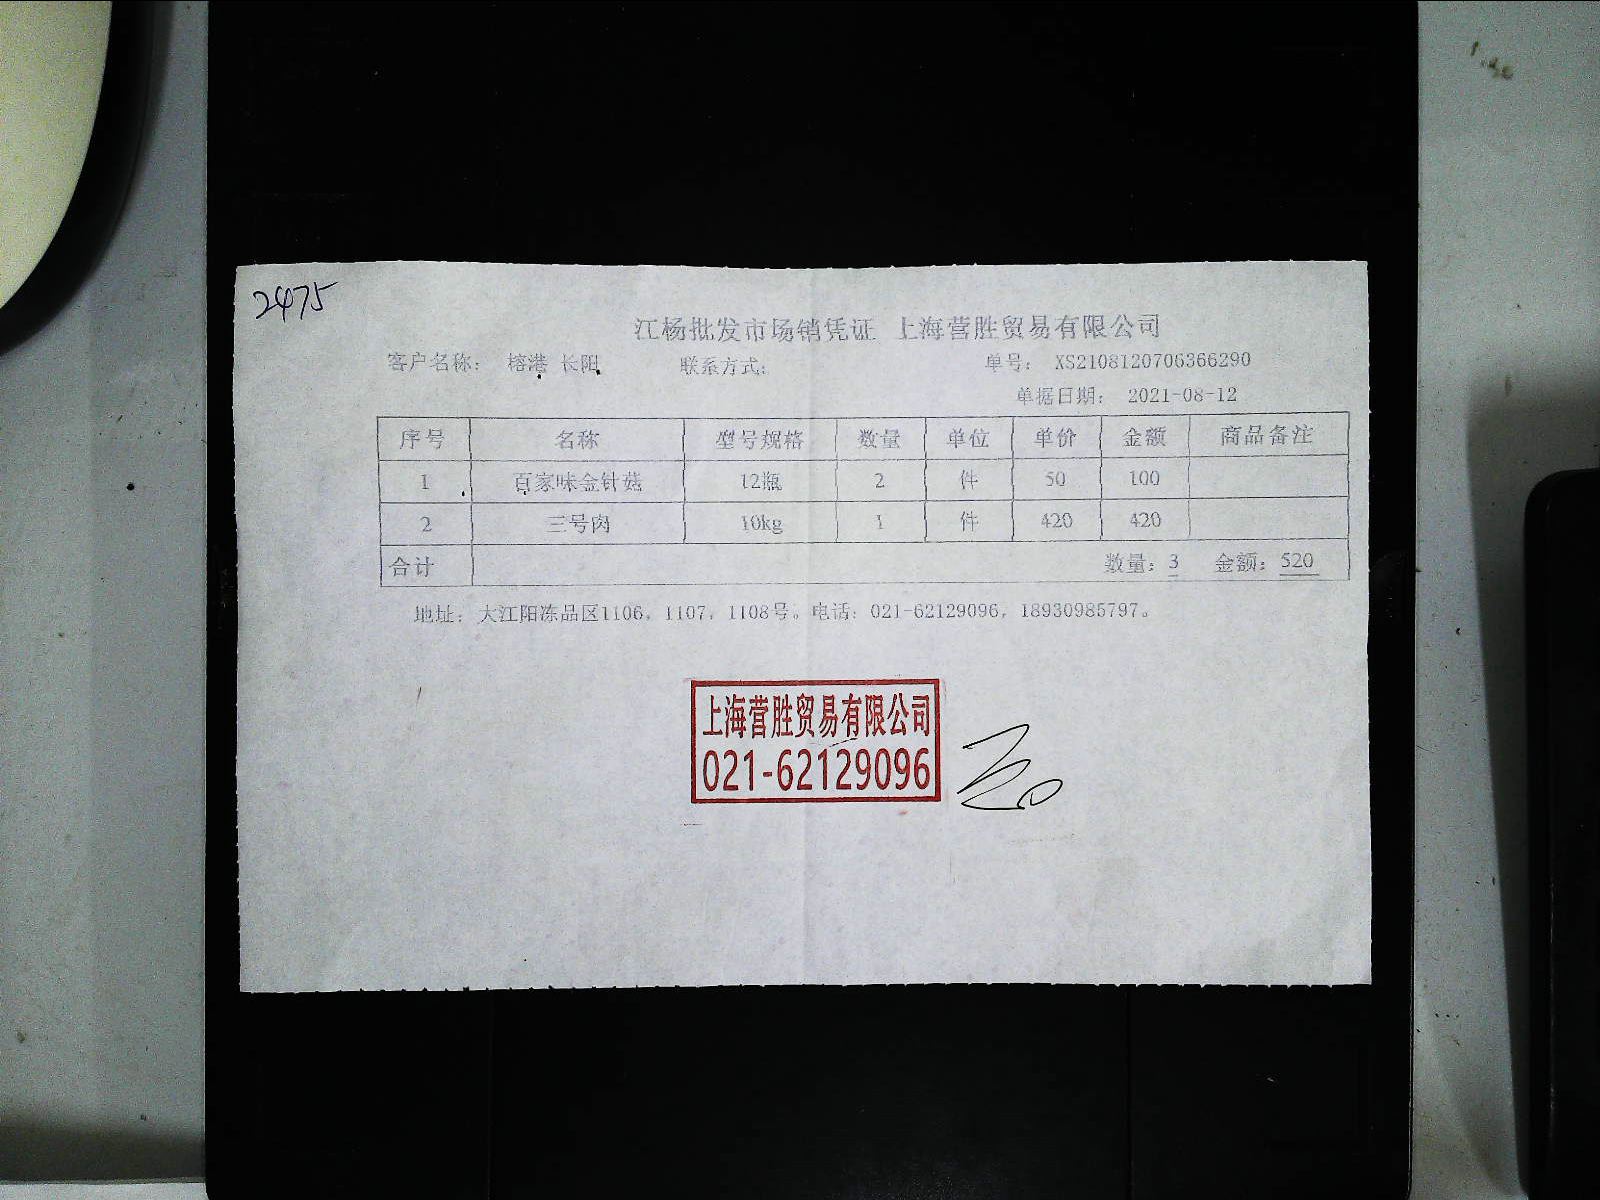 2475
江杨批发市场销凭证 上海营胜贸易有限公司
客户名称： 榕港 长阳 联系方式： 单号： XS2108120706366290
单据日期： 2021-08-12
序号 名称 型号规格 数量 单位 单价 金额 商品备注
1 百家味金针菇 12瓶 2 件 50 100
2 三号肉 10kg 1 件 420 420
合计 数量：3 金额：520
地址：大江阳冻品区1106，1107，1108号。电话：021-62129096，18930985797。
上海营胜贸易有限公司
021-62129096